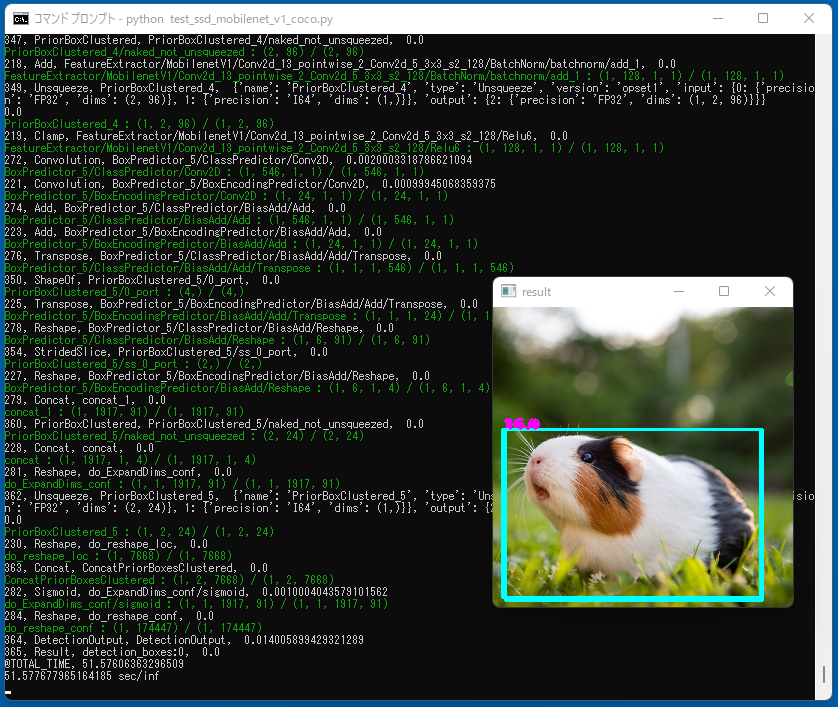 コマンド プロンプト - python  test_ssd_mobilenet_v1_coco.py
347, PriorBoxClustered, PriorBoxClustered_4/naked_not_unsqueezed,  0.0
PriorBoxClustered_4/naked_not_unsqueezed : (2, 96) / (2, 96)
218, Add, FeatureExtractor/MobilenetV1/Conv2d_13_pointwise_2_Conv2d_5_3x3_s2_128/BatchNorm/batchnorm/add_1,  0.0
FeatureExtractor/MobilenetV1/Conv2d_13_pointwise_2_Conv2d_5_3x3_s2_128/BatchNorm/batchnorm/add_1 : (1, 128, 1, 1) / (1, 128, 1, 1)
349, Unsqueeze, PriorBoxClustered_4,  {'name': 'PriorBoxClustered_4', 'type': 'Unsqueeze', 'version': 'opset1', 'input': {0: {'precisio
n': 'FP32', 'dims': (2, 96)}, 1: {'precision': 'I64', 'dims': (1,)}}, 'output': {2: {'precision': 'FP32', 'dims': (1, 2, 96)}}}
0.0
PriorBoxClustered_4 : (1, 2, 96) / (1, 2, 96)
219, Clamp, FeatureExtractor/MobilenetV1/Conv2d_13_pointwise_2_Conv2d_5_3x3_s2_128/Relu6,  0.0
FeatureExtractor/MobilenetV1/Conv2d_13_pointwise_2_Conv2d_5_3x3_s2_128/Relu6 : (1, 128, 1, 1) / (1, 128, 1, 1)
272, Convolution, BoxPredictor_5/ClassPredictor/Conv2D,  0.0020003318786621094
BoxPredictor_5/ClassPredictor/Conv2D : (1, 546, 1, 1) / (1, 546, 1, 1)
221, Convolution, BoxPredictor_5/BoxEncodingPredictor/Conv2D,  0.00099945068359375
BoxPredictor_5/BoxEncodingPredictor/Conv2D : (1, 24, 1, 1) / (1, 24, 1, 1)
274, Add, BoxPredictor_5/ClassPredictor/BiasAdd/Add,  0.0
BoxPredictor_5/ClassPredictor/BiasAdd/Add : (1, 546, 1, 1) / (1, 546, 1, 1)
223, Add, BoxPredictor_5/BoxEncodingPredictor/BiasAdd/Add,  0.0
BoxPredictor_5/BoxEncodingPredictor/BiasAdd/Add : (1, 24, 1, 1) / (1, 24, 1, 1)
276, Transpose, BoxPredictor_5/ClassPredictor/BiasAdd/Add/Transpose,  0.0
BoxPredictor_5/ClassPredictor/BiasAdd/Add/Transpose : (1, 1, 1, 546) / (1, 1, 1, 546)
350, ShapeOf, PriorBoxClustered_5/0_port,  0.0
PriorBoxClustered_5/0_port : (4,) / (4,)
225, Transpose, BoxPredictor_5/BoxEncodingPredictor/BiasAdd/Add/Transpose,  0.0
BoxPredictor_5/BoxEncodingPredictor/BiasAdd/Add/Transpose : (1, 1, 1, 24) / (1, 1
278, Reshape, BoxPredictor_5/ClassPredictor/BiasAdd/Reshape,  0.0
BoxPredictor_5/ClassPredictor/BiasAdd/Reshape : (1, 6, 91) / (1, 6, 91)
354, StridedSlice, PriorBoxClustered_5/ss_0_port,  0.0
PriorBoxClustered_5/ss_0_port : (2,) / (2,)
227, Reshape, BoxPredictor_5/BoxEncodingPredictor/BiasAdd/Reshape,  0.0
BoxPredictor_5/BoxEncodingPredictor/BiasAdd/Reshape : (1, 6, 1, 4) / (1, 6, 1, 4)
279, Concat, concat_1,  0.0
concat_1 : (1, 1917, 91) / (1, 1917, 91)
360, PriorBoxClustered, PriorBoxClustered_5/naked_not_unsqueezed,  0.0
PriorBoxClustered_5/naked_not_unsqueezed : (2, 24) / (2, 24)
228, Concat, concat,  0.0
concat : (1, 1917, 1, 4) / (1, 1917, 1, 4)
281, Reshape, do_ExpandDims_conf,  0.0
do_ExpandDims_conf : (1, 1, 1917, 91) / (1, 1, 1917, 91)
362, Unsqueeze, PriorBoxClustered_5,  {'name': 'PriorBoxClustered_5', 'type': 'Uns
cisio
n': 'FP32', 'dims': (2, 24)}, 1: {'precision': 'I64', 'dims': (1,)}}, 'output': {2
0.0
PriorBoxClustered_5 : (1, 2, 24) / (1, 2, 24)
230, Reshape, do_reshape_loc,  0.0
do_reshape_loc : (1, 7668) / (1, 7668)
363, Concat, ConcatPriorBoxesClustered,  0.0
ConcatPriorBoxesClustered : (1, 2, 7668) / (1, 2, 7668)
282, Sigmoid, do_ExpandDims_conf/sigmoid,  0.0010004043579101562
do_ExpandDims_conf/sigmoid : (1, 1, 1917, 91) / (1, 1, 1917, 91)
284, Reshape, do_reshape_conf,  0.0
do_reshape_conf : (1, 174447) / (1, 174447)
364, DetectionOutput, DetectionOutput,  0.014005899429321289
365, Result, detection_boxes:0,  0.0
@TOTAL_TIME, 51.57606363296509
51.577677965164185 sec/inf
result